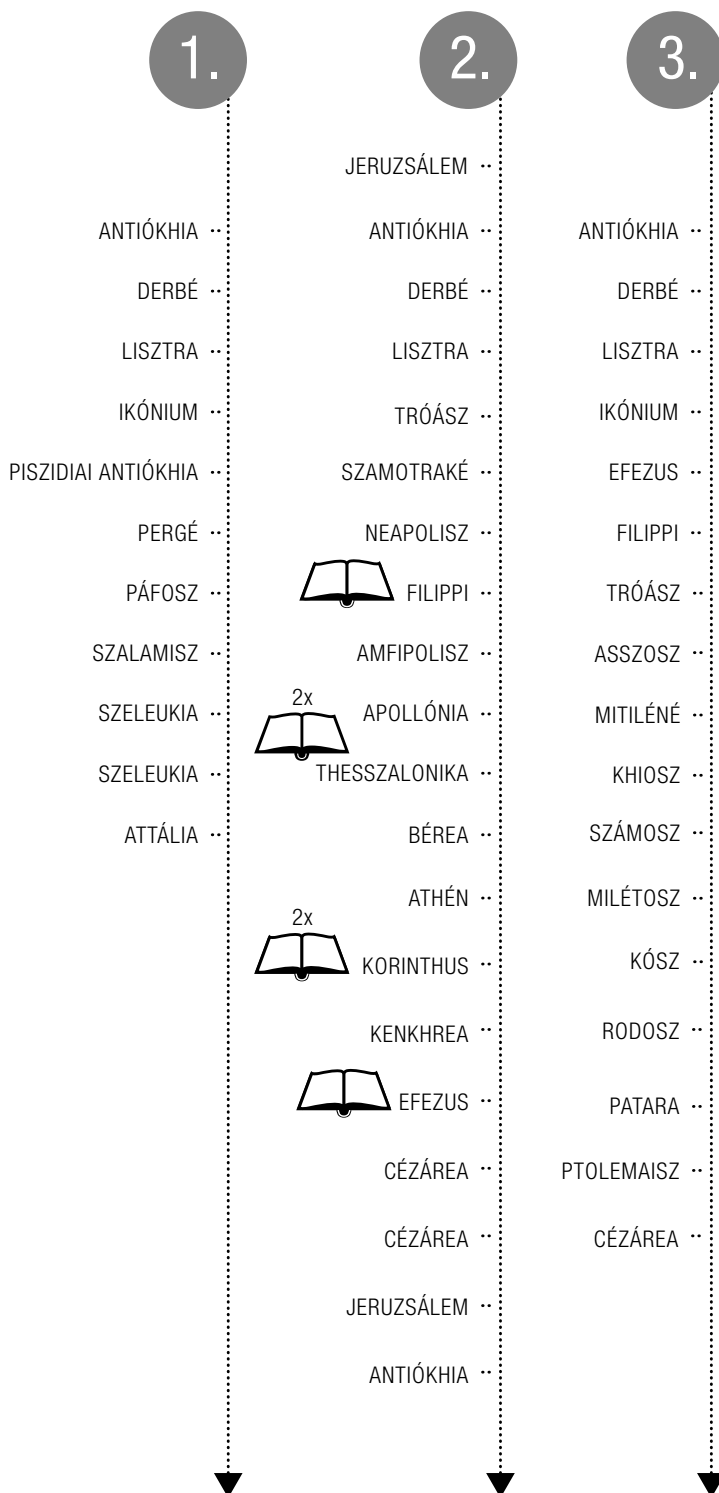 1.
ANTIÓKHIA
DERBÉ
LISZTRA
IKÓNIUM
PISZIDIAI ANTIÓKHIA
PERGÉ
PÁFOSZ
SZALAMISZ
SZELEUKIA
SZELEUKIA
ATTÁLIA
2.
JERUZSÁLEM
ANTIÓKHIA
DERBÉ
LISZTRA
TRÓÁSZ
SZAMOTRAKÉ
NEAPOLISZ
FILIPPI
AMFIPOLISZ
APOLLÓNIA
2x
THESSZALONIKA
BÉREA
ATHÉN
2x
KORINTHUS
KENKHREA
EFEZUS
CÉZÁREA
CÉZÁREA
JERUZSÁLEM
ANTIÓKHIA
3.
ANTIÓKHIA
DERBÉ
LISZTRA
IKÓNIUM
EFEZUS
FILIPPI
TRÓÁSZ
ASSZOSZ
MITILÉNÉ
KHIOSZ
SZÁMOSZ
MILÉTOSZ
KÓSZ
RODOSZ
PATARA
PTOLEMAISZ
CÉZÁREA